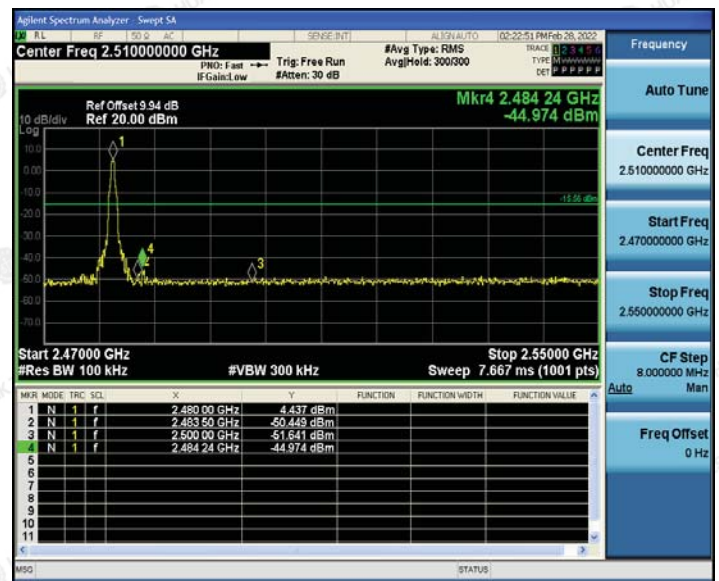 Agilent Spectrum Analyzer - Swept SA
RL RF 50 Ω AC SENSE:INT ALIGN AUTO 02:22:51 PM Feb 28, 2022
Center Freq 2.510000000 GHz
PNO: Fast
IFGain:Low
Trig: Free Run
#Atten: 30 dB
#Avg Type: RMS
Avg|Hold: 300/300
TRACE 1 2 3 4 5 6
TYPE M
DET P P P P P P
Mkr4 2.484 24 GHz
-44.974 dBm
Ref Offset 9.94 dB
Ref 20.00 dBm
10 dB/div
Log
10.0
0.00
-10.0
-20.0
-30.0
-40.0
-50.0
-60.0
-70.0
-15.56 dBm
1
4
2
3
Start 2.47000 GHz
Stop 2.55000 GHz
#Res BW 100 kHz
#VBW 300 kHz
Sweep 7.667 ms (1001 pts)
MKR MODE TRC SCL X Y FUNCTION FUNCTION WIDTH FUNCTION VALUE
1 N 1 f 2.480 00 GHz 4.437 dBm
2 N 1 f 2.483 50 GHz -50.449 dBm
3 N 1 f 2.500 00 GHz -51.641 dBm
4 N 1 f 2.484 24 GHz -44.974 dBm
5
6
7
8
9
10
11
MSG
STATUS
Frequency
Auto Tune
Center Freq
2.510000000 GHz
Start Freq
2.470000000 GHz
Stop Freq
2.550000000 GHz
CF Step
8.000000 MHz
Auto Man
Freq Offset
0 Hz